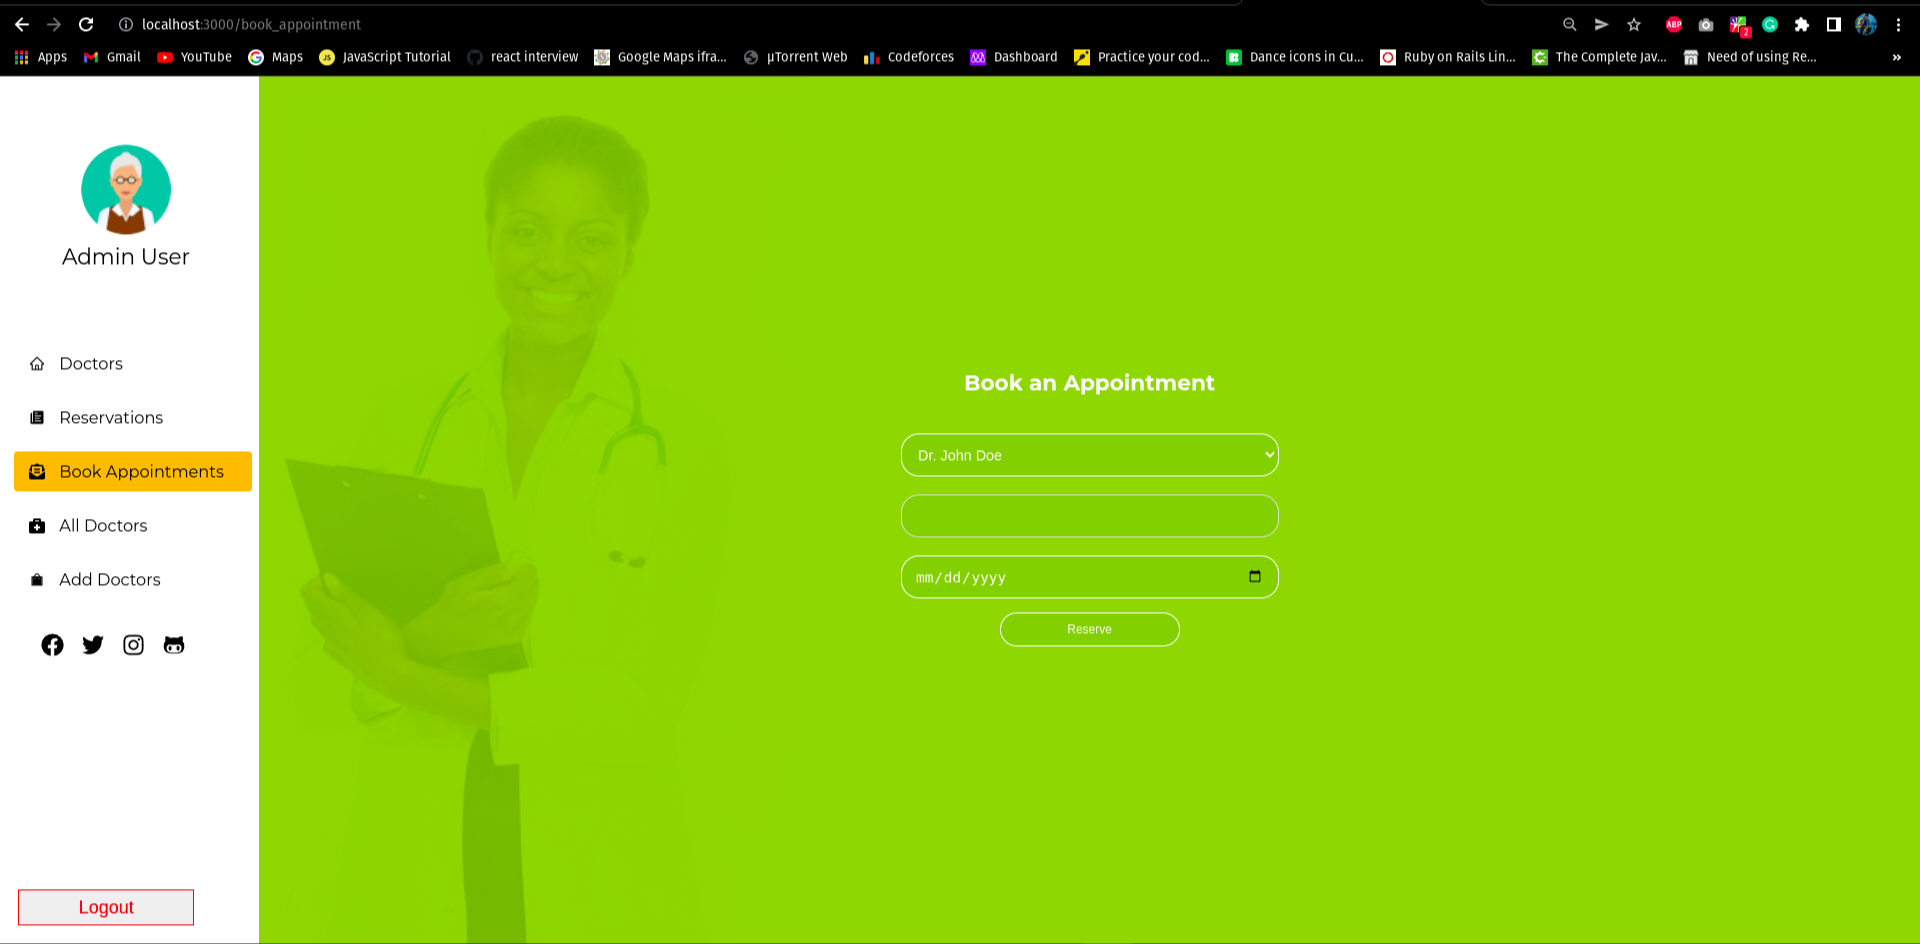 localhost:3000/book_appointment
Apps Gmail YouTube Maps JavaScript Tutorial react interview Google Maps ifra... µTorrent Web Codeforces Dashboard Practice your cod... Dance icons in Cu... Ruby on Rails Lin... The Complete Jav... Need of using Re... »
ABP
2
JS
Admin User
Doctors
Reservations
Book Appointments
All Doctors
Add Doctors
Logout
Book an Appointment
Dr. John Doe
mm/dd/yyyy
Reserve